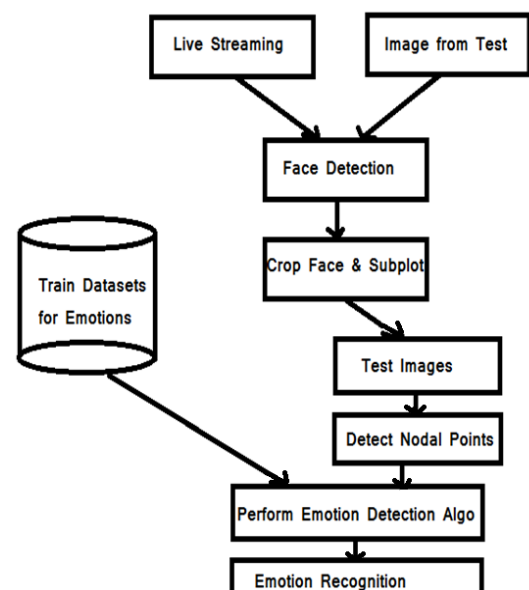 Live Streaming
Image from Test
Face Detection
Crop Face & Subplot
Train Datasets
for Emotions
Test Images
Detect Nodal Points
Perform Emotion Detection Algo
Emotion Recognition